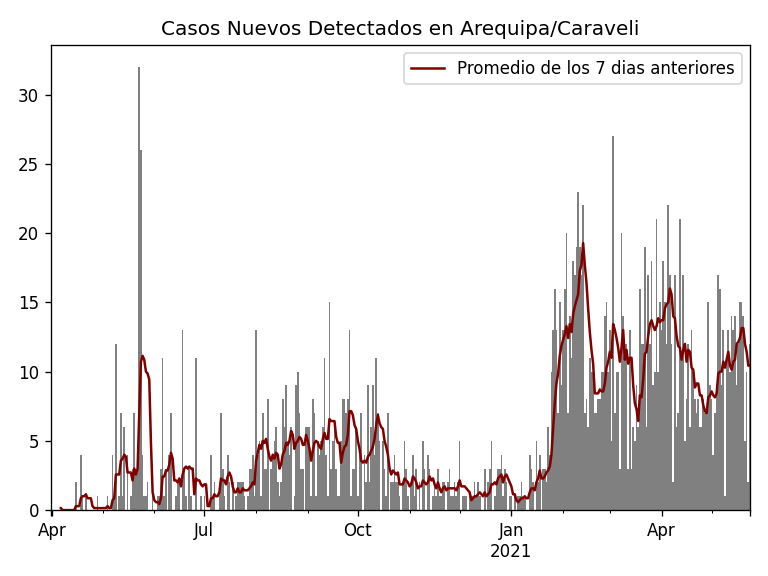 Casos Nuevos Detectados en Arequipa/Caraveli
Promedio de los 7 dias anteriores
30
25
20
15
10
5
0
Apr Jul Oct Jan Apr
2021